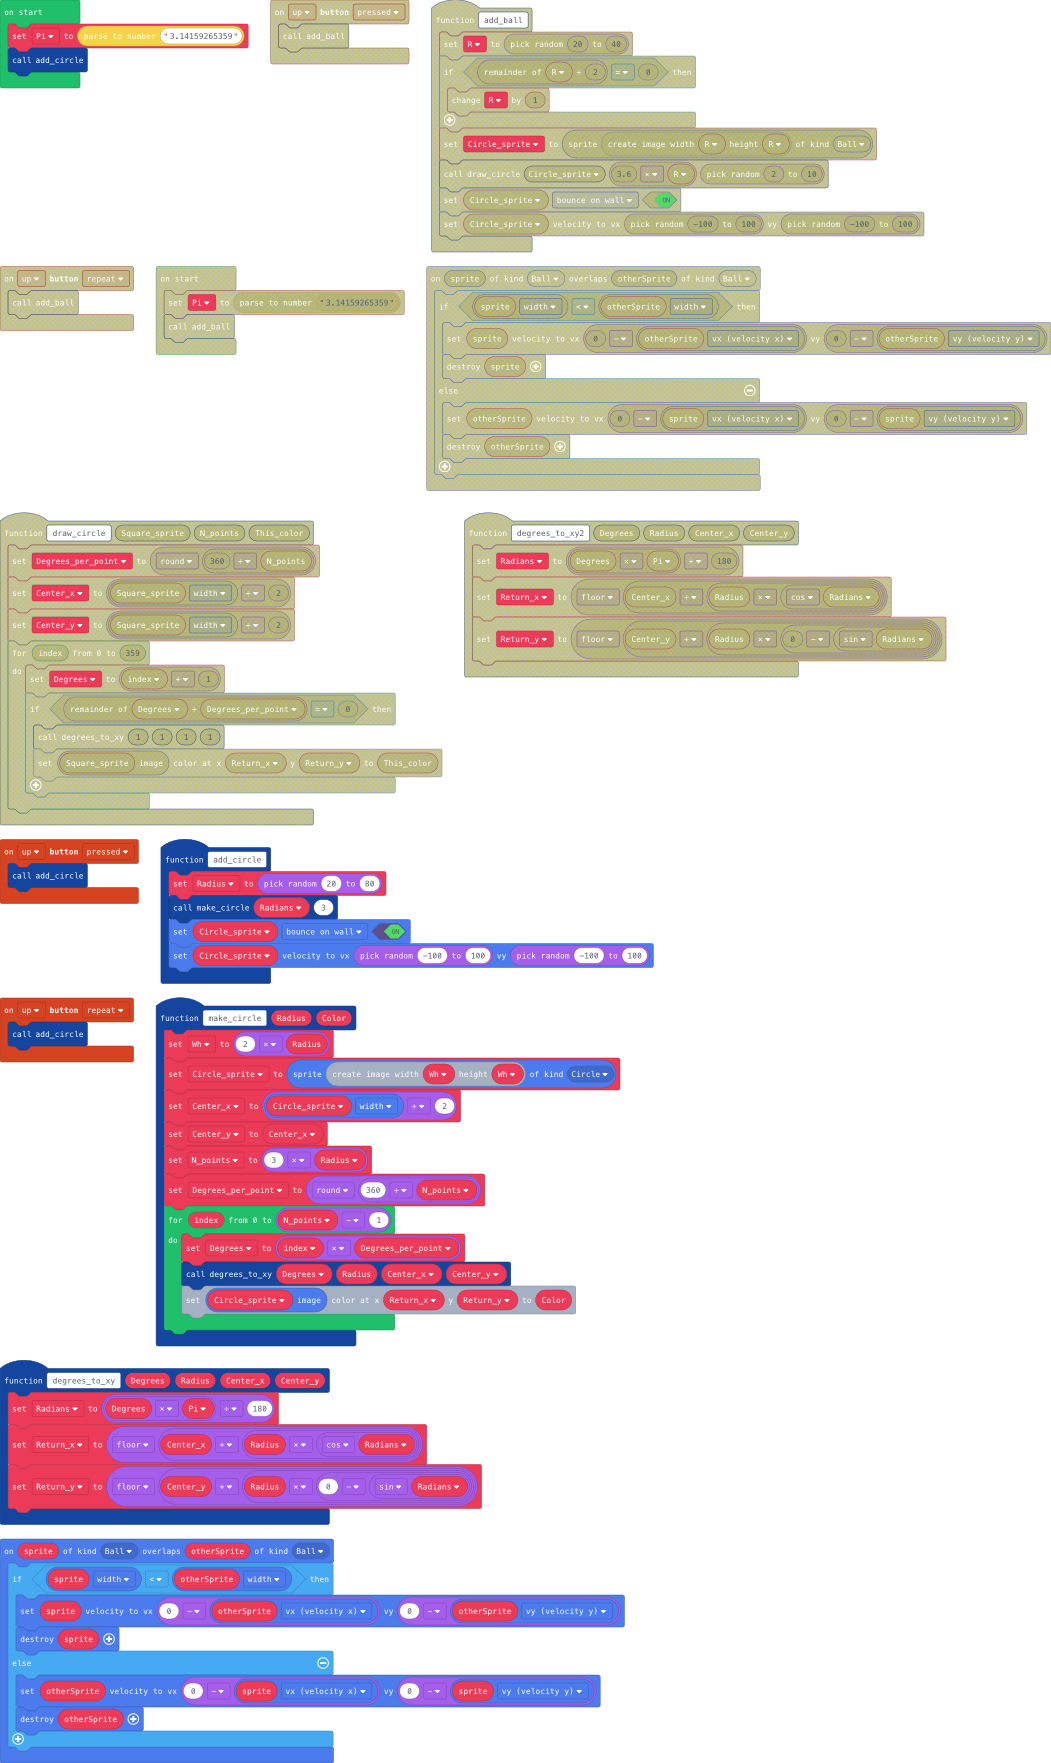 on start
set Pi to parse to number "3.14159265359"
call add_circle
on up button pressed
call add_ball
function add_ball
set R to pick random 20 to 40
if remainder of R ÷ 2 = 0 then
change R by 1
set Circle_sprite to sprite create image width R height R of kind Ball
call draw_circle Circle_sprite 3.6 × R pick random 2 to 10
set Circle_sprite bounce on wall ON
set Circle_sprite velocity to vx pick random -100 to 100 vy pick random -100 to 100
on up button repeat
call add_ball
on start
set Pi to parse to number "3.14159265359"
call add_ball
on sprite of kind Ball overlaps otherSprite of kind Ball
if sprite width < otherSprite width then
set sprite velocity to vx 0 - otherSprite vx (velocity x) vy 0 - otherSprite vy (velocity y)
destroy sprite
else
set otherSprite velocity to vx 0 - sprite vx (velocity x) vy 0 - sprite vy (velocity y)
destroy otherSprite
function draw_circle Square_sprite N_points This_color
set Degrees_per_point to round 360 ÷ N_points
set Center_x to Square_sprite width ÷ 2
set Center_y to Square_sprite width ÷ 2
for index from 0 to 359
do
set Degrees to index + 1
if remainder of Degrees ÷ Degrees_per_point = 0 then
call degrees_to_xy 1 1 1 1
set Square_sprite image color at x Return_x y Return_y to This_color
function degrees_to_xy2 Degrees Radius Center_x Center_y
set Radians to Degrees × Pi ÷ 180
set Return_x to floor Center_x + Radius × cos Radians
set Return_y to floor Center_y + Radius × 0 - sin Radians
on up button pressed
call add_circle
function add_circle
set Radius to pick random 20 to 80
call make_circle Radians 3
set Circle_sprite bounce on wall ON
set Circle_sprite velocity to vx pick random -100 to 100 vy pick random -100 to 100
on up button repeat
call add_circle
function make_circle Radius Color
set Wh to 2 × Radius
set Circle_sprite to sprite create image width Wh height Wh of kind Circle
set Center_x to Circle_sprite width ÷ 2
set Center_y to Center_x
set N_points to 3 × Radius
set Degrees_per_point to round 360 ÷ N_points
for index from 0 to N_points - 1
do
set Degrees to index × Degrees_per_point
call degrees_to_xy Degrees Radius Center_x Center_y
set Circle_sprite image color at x Return_x y Return_y to Color
function degrees_to_xy Degrees Radius Center_x Center_y
set Radians to Degrees × Pi ÷ 180
set Return_x to floor Center_x + Radius × cos Radians
set Return_y to floor Center_y + Radius × 0 - sin Radians
on sprite of kind Ball overlaps otherSprite of kind Ball
if sprite width < otherSprite width then
set sprite velocity to vx 0 - otherSprite vx (velocity x) vy 0 - otherSprite vy (velocity y)
destroy sprite
else
set otherSprite velocity to vx 0 - sprite vx (velocity x) vy 0 - sprite vy (velocity y)
destroy otherSprite